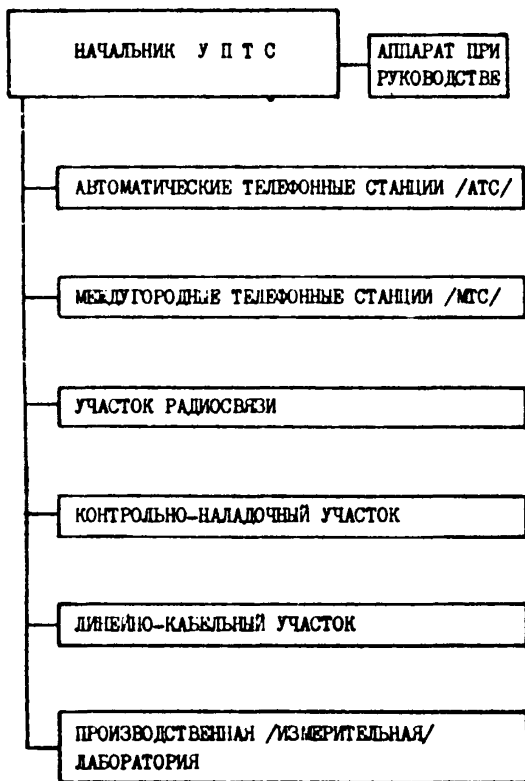 НАЧАЛЬНИК У П Т С
АППАРАТ ПРИ
РУКОВОДСТВЕ
АВТОМАТИЧЕСКИЕ ТЕЛЕФОННЫЕ СТАНЦИИ /АТС/
МЕЖДУГОРОДНЫЕ ТЕЛЕФОННЫЕ СТАНЦИИ /МТС/
УЧАСТОК РАДИОСВЯЗИ
КОНТРОЛЬНО-НАЛАДОЧНЫЙ УЧАСТОК
ЛИНЕЙНО-КАБЕЛЬНЫЙ УЧАСТОК
ПРОИЗВОДСТВЕННАЯ /ИЗМЕРИТЕЛЬНАЯ/
ЛАБОРАТОРИЯ